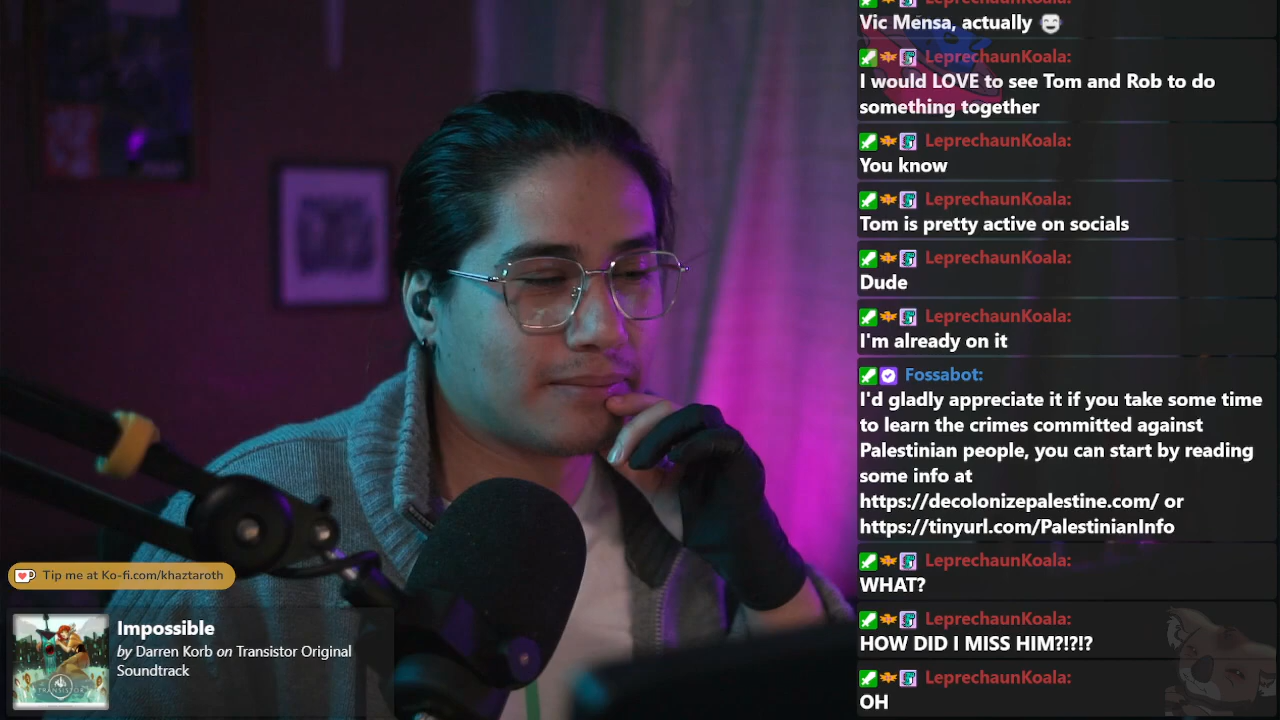 LeprechaunKoala:
Vic Mensa, actually
LeprechaunKoala:
I would LOVE to see Tom and Rob to do
something together
LeprechaunKoala:
You know
LeprechaunKoala:
Tom is pretty active on socials
LeprechaunKoala:
Dude
LeprechaunKoala:
I'm already on it
Fossabot:
I'd gladly appreciate it if you take some time
to learn the crimes committed against
Palestinian people, you can start by reading
some info at
https://decolonizepalestine.com/ or
https://tinyurl.com/PalestinianInfo
LeprechaunKoala:
WHAT?
LeprechaunKoala:
HOW DID I MISS HIM?!?!?
LeprechaunKoala:
OH
Tip me at Ko-fi.com/khaztaroth
Impossible
by Darren Korb on Transistor Original
Soundtrack
TRANSISTOR